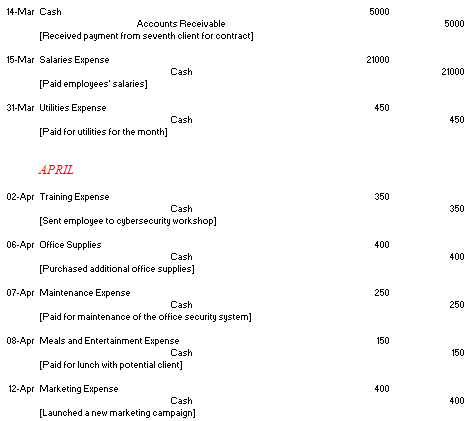 14-Mar Cash 5000
Accounts Receivable 5000
[Received payment from seventh client for contract]
15-Mar Salaries Expense 21000
Cash 21000
[Paid employees' salaries]
31-Mar Utilities Expense 450
Cash 450
[Paid for utilities for the month]
APRIL
02-Apr Training Expense 350
Cash 350
[Sent employee to cybersecurity workshop]
06-Apr Office Supplies 400
Cash 400
[Purchased additional office supplies]
07-Apr Maintenance Expense 250
Cash 250
[Paid for maintenance of the office security system]
08-Apr Meals and Entertainment Expense 150
Cash 150
[Paid for lunch with potential client]
12-Apr Marketing Expense 400
Cash 400
[Launched a new marketing campaign]